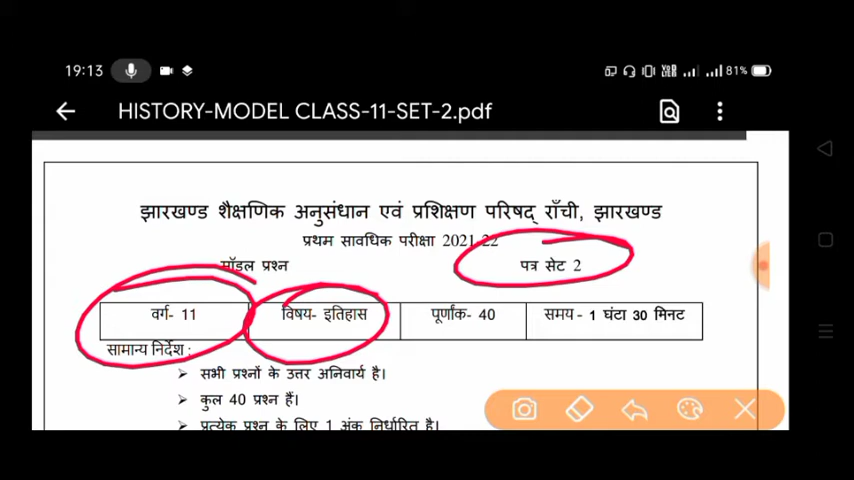 19:13 81%
HISTORY-MODEL CLASS-11-SET-2.pdf
झारखण्ड शैक्षणिक अनुसंधान एवं प्रशिक्षण परिषद् राँची, झारखण्ड
प्रथम सावधिक परीक्षा 2021-22
मॉडल प्रश्न पत्र सेट 2
वर्ग- 11 विषय- इतिहास पूर्णांक- 40 समय- 1 घंटा 30 मिनट
सामान्य निर्देश:
➢ सभी प्रश्नों के उत्तर अनिवार्य है।
➢ कुल 40 प्रश्न हैं।
➢ प्रत्येक प्रश्न के लिए 1 अंक निर्धारित है।